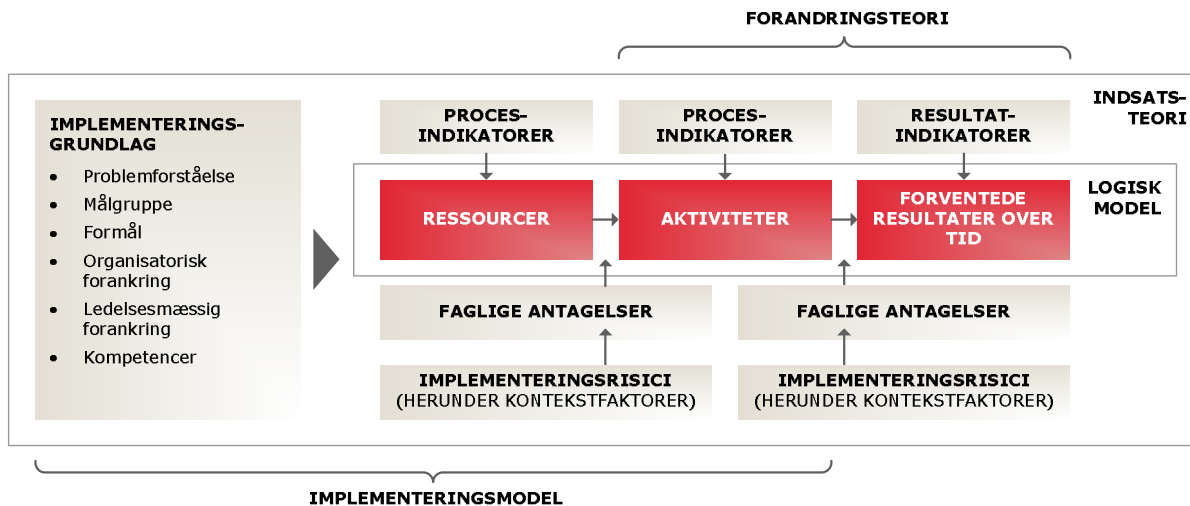 FORANDRINGSTEORI
INDSATS-
TEORI
IMPLEMENTERINGS-
GRUNDLAG
• Problemforståelse
• Målgruppe
• Formål
• Organisatorisk
forankring
• Ledelsesmæssig
forankring
• Kompetencer
PROCES-
INDIKATORER
PROCES-
INDIKATORER
RESULTAT-
INDIKATORER
LOGISK
MODEL
RESSOURCER
AKTIVITETER
FORVENTEDE
RESULTATER OVER
TID
FAGLIGE ANTAGELSER
FAGLIGE ANTAGELSER
IMPLEMENTERINGSRISICI
(HERUNDER KONTEKSTFAKTORER)
IMPLEMENTERINGSRISICI
(HERUNDER KONTEKSTFAKTORER)
IMPLEMENTERINGSMODEL